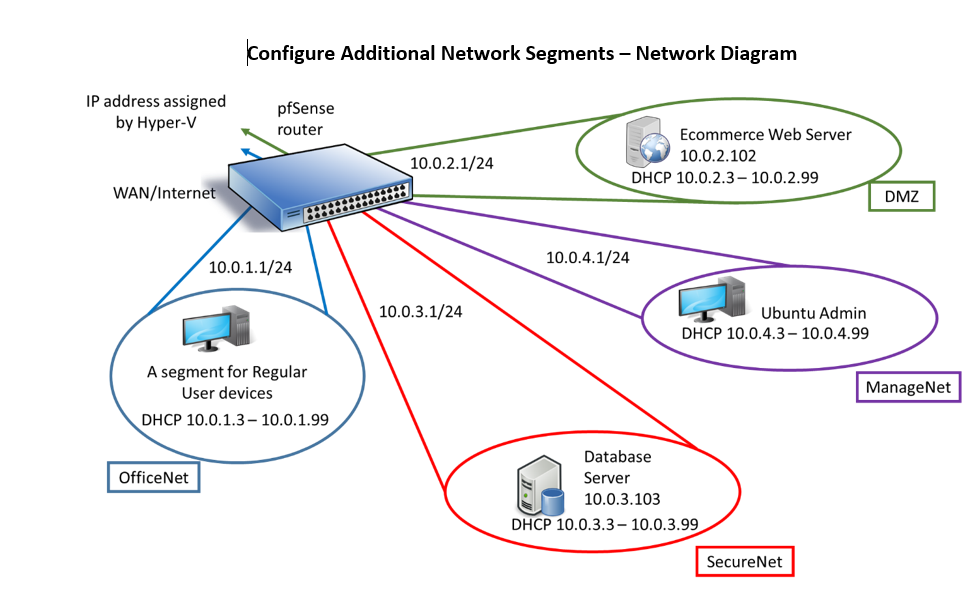 Configure Additional Network Segments – Network Diagram
IP address assigned
by Hyper-V
pfSense
router
WAN/Internet
10.0.2.1/24
Ecommerce Web Server
10.0.2.102
DHCP 10.0.2.3 – 10.0.2.99
DMZ
10.0.1.1/24
10.0.4.1/24
10.0.3.1/24
Ubuntu Admin
DHCP 10.0.4.3 – 10.0.4.99
ManageNet
A segment for Regular
User devices
DHCP 10.0.1.3 – 10.0.1.99
OfficeNet
Database
Server
10.0.3.103
DHCP 10.0.3.3 – 10.0.3.99
SecureNet